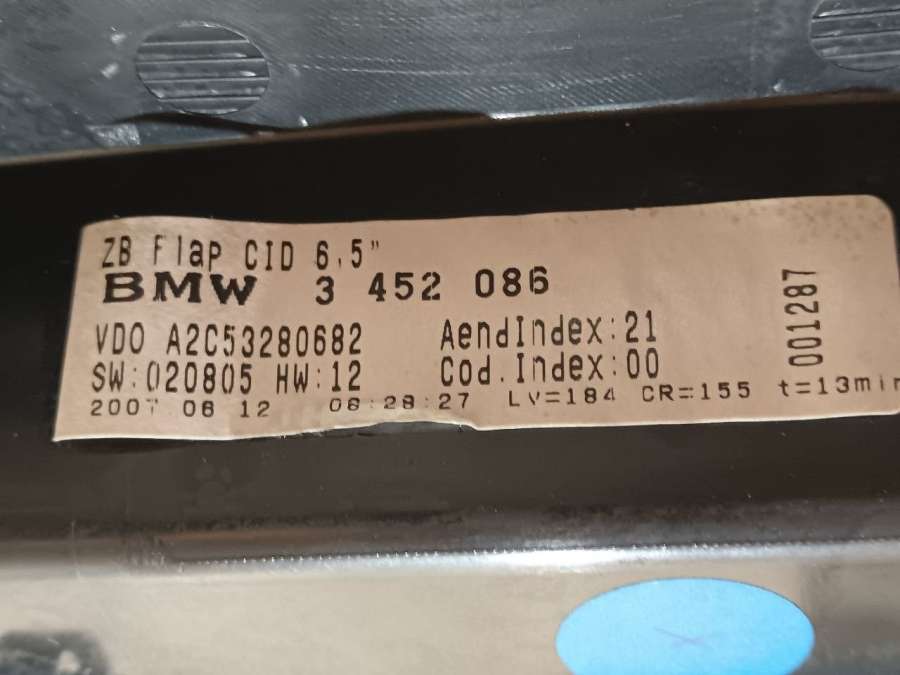 ZB Flap CID 6,5"
BMW 3 452 086
VDO A2C53280682 AendIndex:21
SW:020805 HW:12 Cod.Index:00
2007 08 12 06:28:27 LV=184 CR=155 t=13min
001287